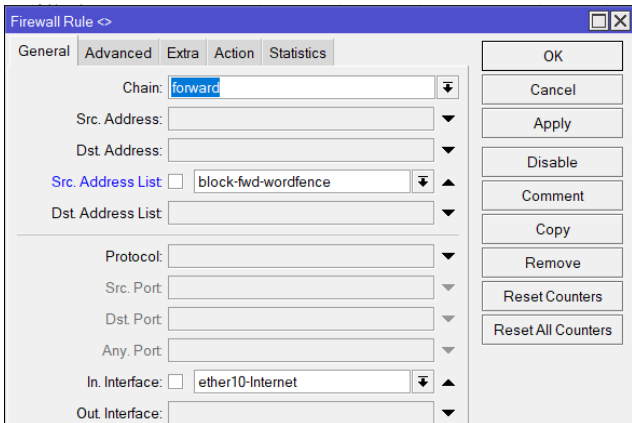 Firewall Rule <>
General Advanced Extra Action Statistics
Chain: forward
Src. Address:
Dst. Address:
Src. Address List: block-fwd-wordfence
Dst. Address List:
Protocol:
Src. Port:
Dst. Port:
Any. Port:
In. Interface: ether10-Internet
Out. Interface:
OK
Cancel
Apply
Disable
Comment
Copy
Remove
Reset Counters
Reset All Counters